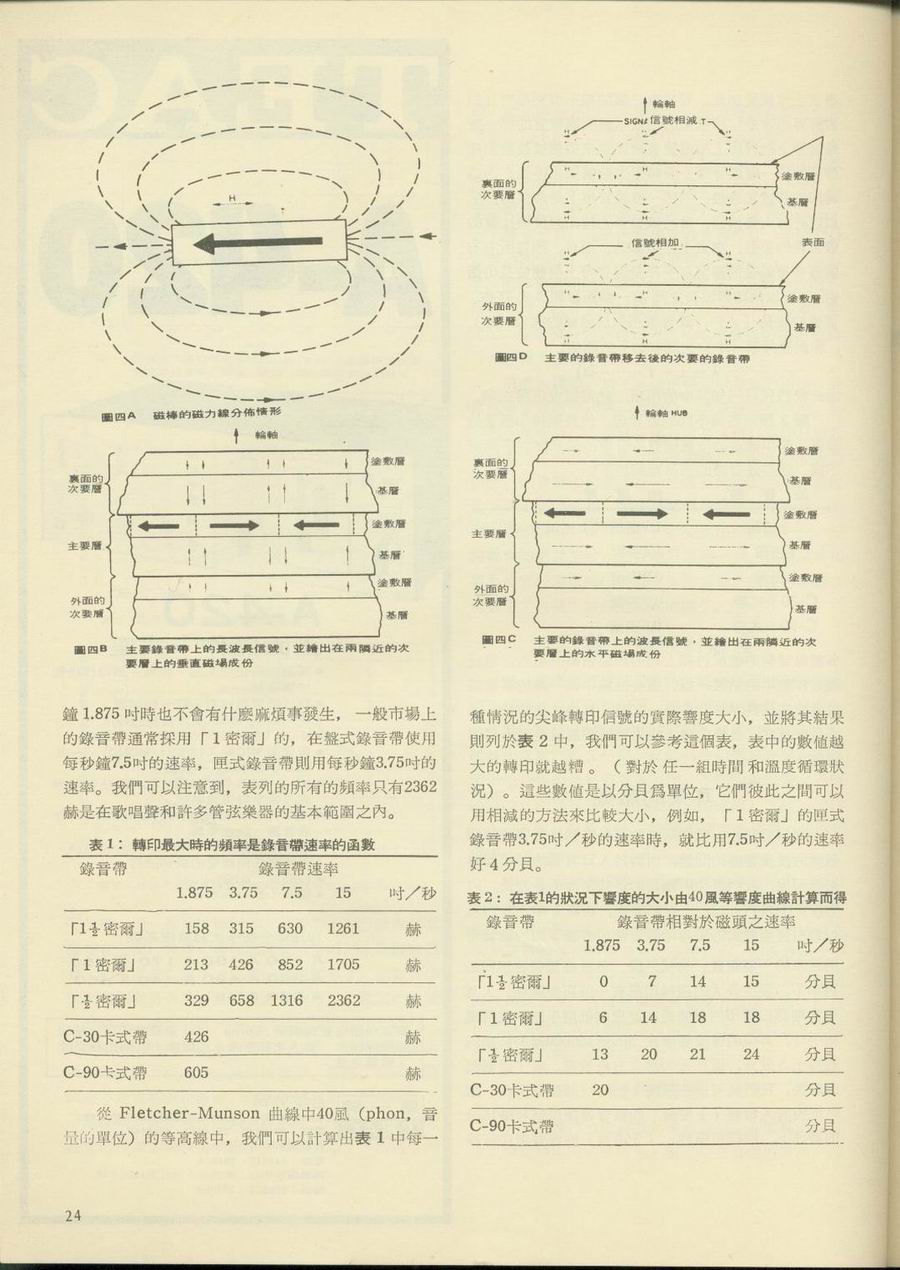 H
圖四A 磁棒的磁力線分佈情形
輪軸
SIGN 信號相減 T
裏面的
次要層
塗敷層
基層
表面
信號相加
外面的
次要層
塗敷層
基層
圖四D 主要的錄音帶移去後的次要的錄音帶
輪軸
裏面的
次要層
塗敷層
基層
主要層
塗敷層
基層
外面的
次要層
塗敷層
基層
圖四B 主要錄音帶上的長波長信號，並繪出在兩隣近的次
要層上的垂直磁場成份
輪軸 HUB
裏面的
次要層
塗敷層
基層
主要層
塗敷層
基層
外面的
次要層
塗敷層
基層
圖四C 主要的錄音帶上的波長信號，並繪出在兩隣近的次
要層上的水平磁場成份
鐘1.875吋時也不會有什麼麻煩事發生，一般市場上
的錄音帶通常採用「1密爾」的，在盤式錄音帶使用
每秒鐘7.5吋的速率，匣式錄音帶則用每秒鐘3.75吋的
速率。我們可以注意到，表列的所有的頻率只有2362
赫是在歌唱聲和許多管弦樂器的基本範圍之內。
表1：轉印最大時的頻率是錄音帶速率的函數
錄音帶 錄音帶速率
1.875 3.75 7.5 15 吋／秒
「1½密爾」 158 315 630 1261 赫
「1密爾」 213 426 852 1705 赫
「½密爾」 329 658 1316 2362 赫
C-30卡式帶 426 赫
C-90卡式帶 605 赫
從 Fletcher-Munson 曲線中40風（phon，音
量的單位）的等高線中，我們可以計算出表1中每一
種情況的尖峰轉印信號的實際響度大小，並將其結果
則列於表2中，我們可以參考這個表，表中的數値越
大的轉印就越糟。（對於任一組時間和溫度循環狀
況）。這些數値是以分貝爲單位，它們彼此之間可以
用相減的方法來比較大小，例如，「1密爾」的匣式
錄音帶3.75吋／秒的速率時，就比用7.5吋／秒的速率
好4分貝。
表2：在表1的狀況下響度的大小由40風等響度曲線計算而得
錄音帶 錄音帶相對於磁頭之速率
1.875 3.75 7.5 15 吋／秒
「1½密爾」 0 7 14 15 分貝
「1密爾」 6 14 18 18 分貝
「½密爾」 13 20 21 24 分貝
C-30卡式帶 20 分貝
C-90卡式帶 分貝
24